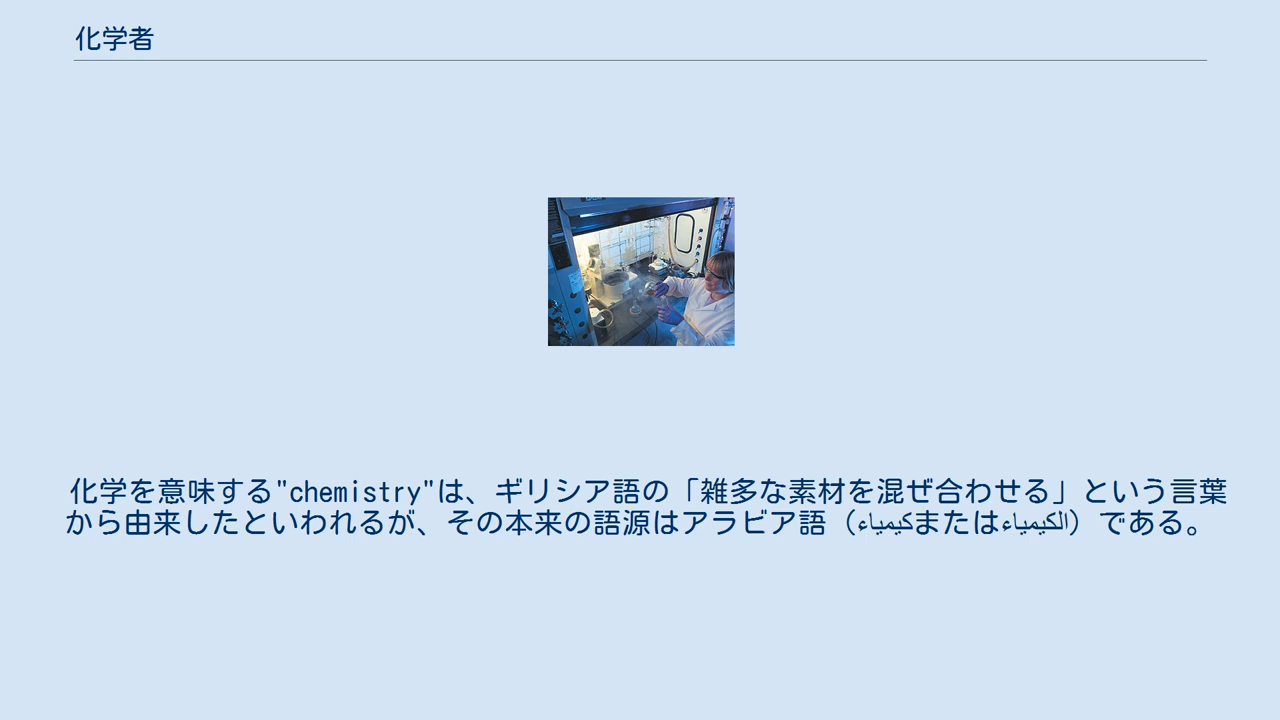 化学者
化学を意味する"chemistry"は、ギリシア語の「雑多な素材を混ぜ合わせる」という言葉
から由来したといわれるが、その本来の語源はアラビア語（كيمياءまたはالكيمياء）である。